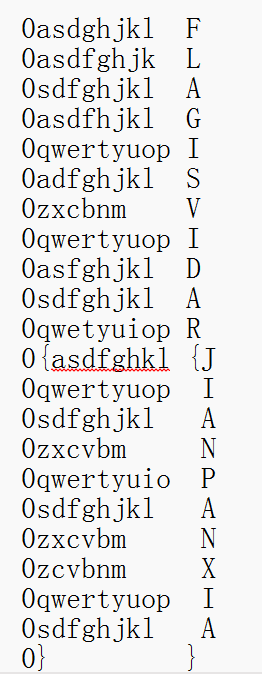 0asdghjkl F
0asdfghjk L
0sdfghjkl A
0asdfhjkl G
0qwertyuop I
0adfghjkl S
0zxcbnm V
0qwertyuop I
0asfghjkl D
0sdfghjkl A
0qwetyuiop R
0{asdfghkl {J
0qwertyuop I
0sdfghjkl A
0zxcvbm N
0qwertyuio P
0sdfghjkl A
0zxcvbm N
0zcvbnm X
0qwertyuop I
0sdfghjkl A
0} }